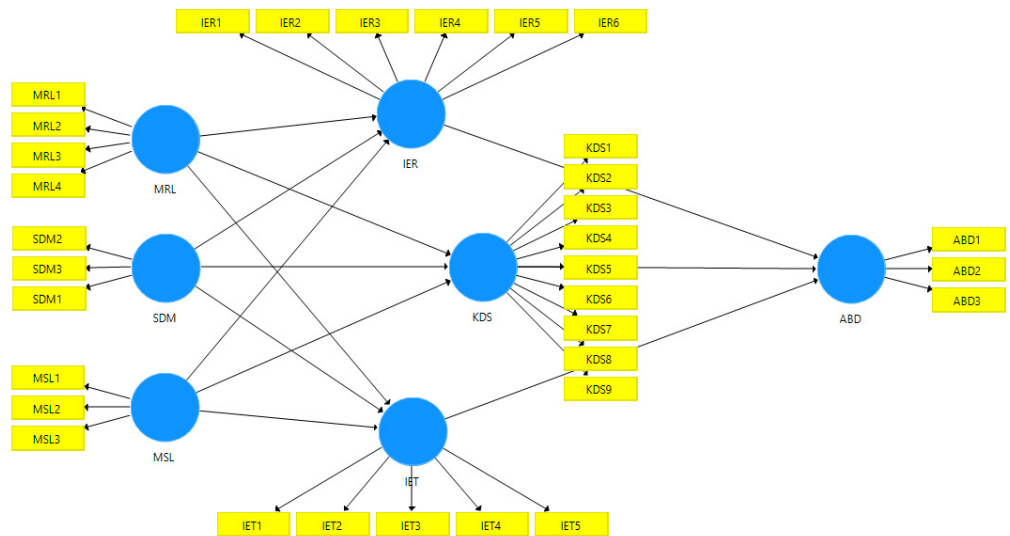 IER1
IER2
IER3
IER4
IER5
IER6
MRL1
MRL2
MRL3
MRL4
MRL
IER
KDS1
KDS2
KDS3
KDS4
KDS5
KDS6
KDS7
KDS8
KDS9
SDM2
SDM3
SDM1
SDM
KDS
ABD1
ABD2
ABD3
ABD
MSL1
MSL2
MSL3
MSL
IET
IET1
IET2
IET3
IET4
IET5